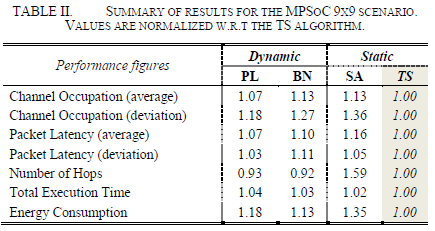 TABLE II. SUMMARY OF RESULTS FOR THE MPSOC 9X9 SCENARIO.
VALUES ARE NORMALIZED W.R.T THE TS ALGORITHM.
Performance figures Dynamic Static
PL BN SA TS
Channel Occupation (average) 1.07 1.13 1.13 1.00
Channel Occupation (deviation) 1.18 1.27 1.36 1.00
Packet Latency (average) 1.07 1.10 1.16 1.00
Packet Latency (deviation) 1.03 1.11 1.05 1.00
Number of Hops 0.93 0.92 1.59 1.00
Total Execution Time 1.04 1.03 1.02 1.00
Energy Consumption 1.18 1.13 1.35 1.00